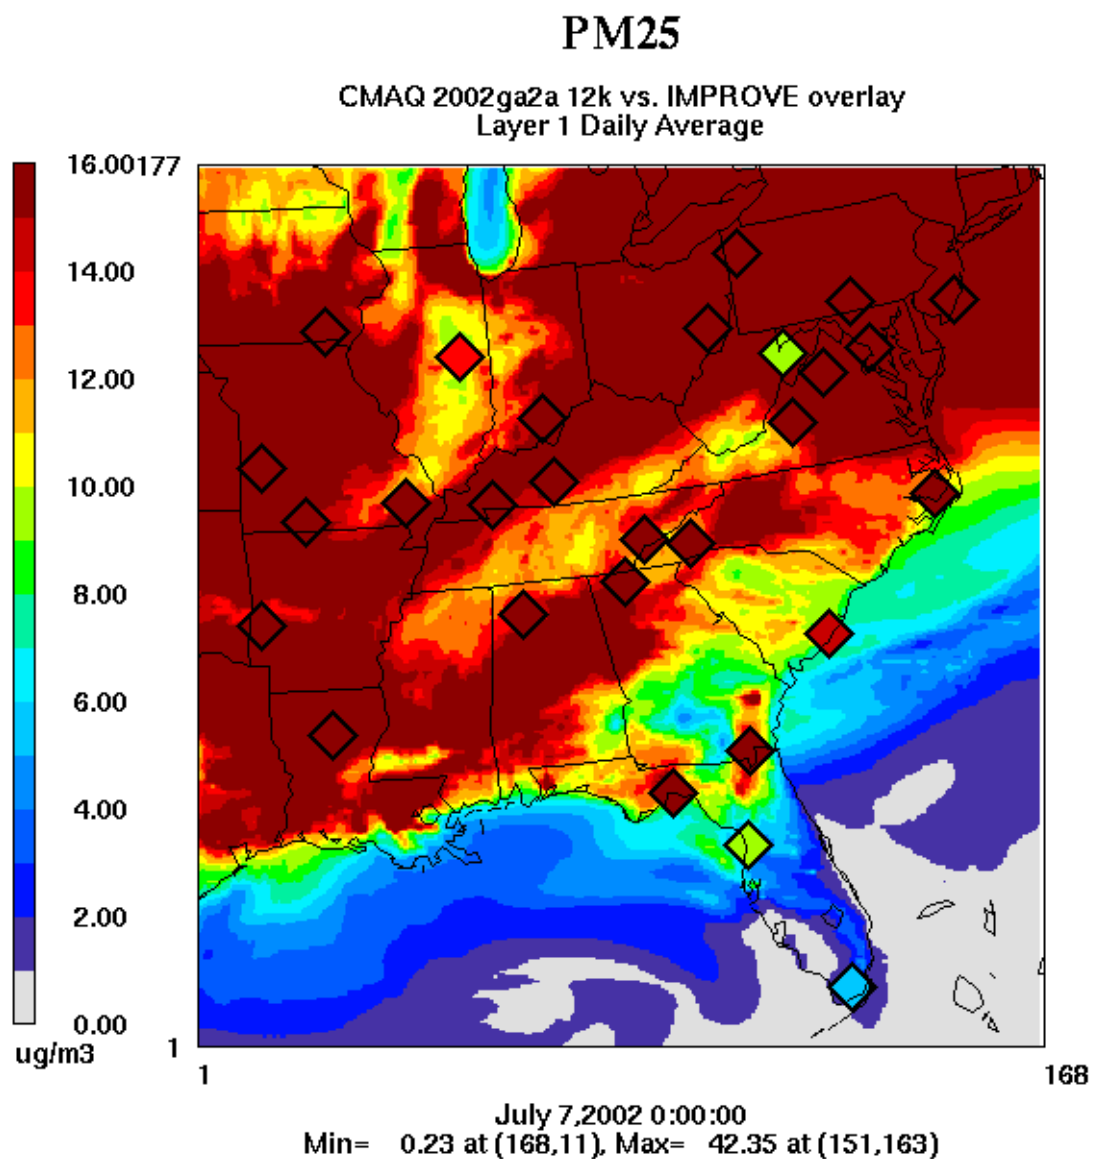 PM25
CMAQ 2002ga2a 12k vs. IMPROVE overlay
Layer 1 Daily Average
16.00
177
14.00
12.00
10.00
8.00
6.00
4.00
2.00
0.00
ug/m3
1
1
168
July 7,2002 0:00:00
Min= 0.23 at (168,11), Max= 42.35 at (151,163)